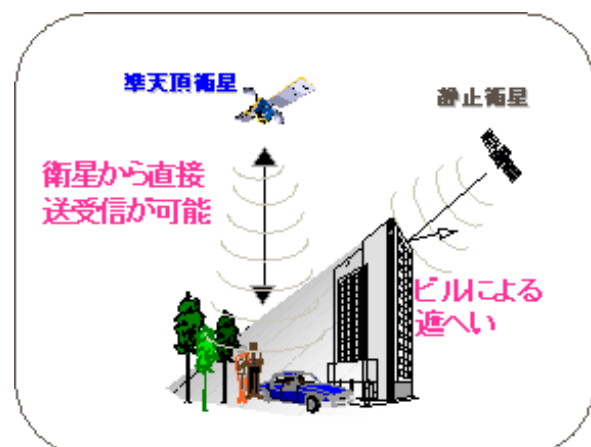 準天頂衛星
静止衛星
衛星から直接
送受信が可能
ビルによる
遮へい